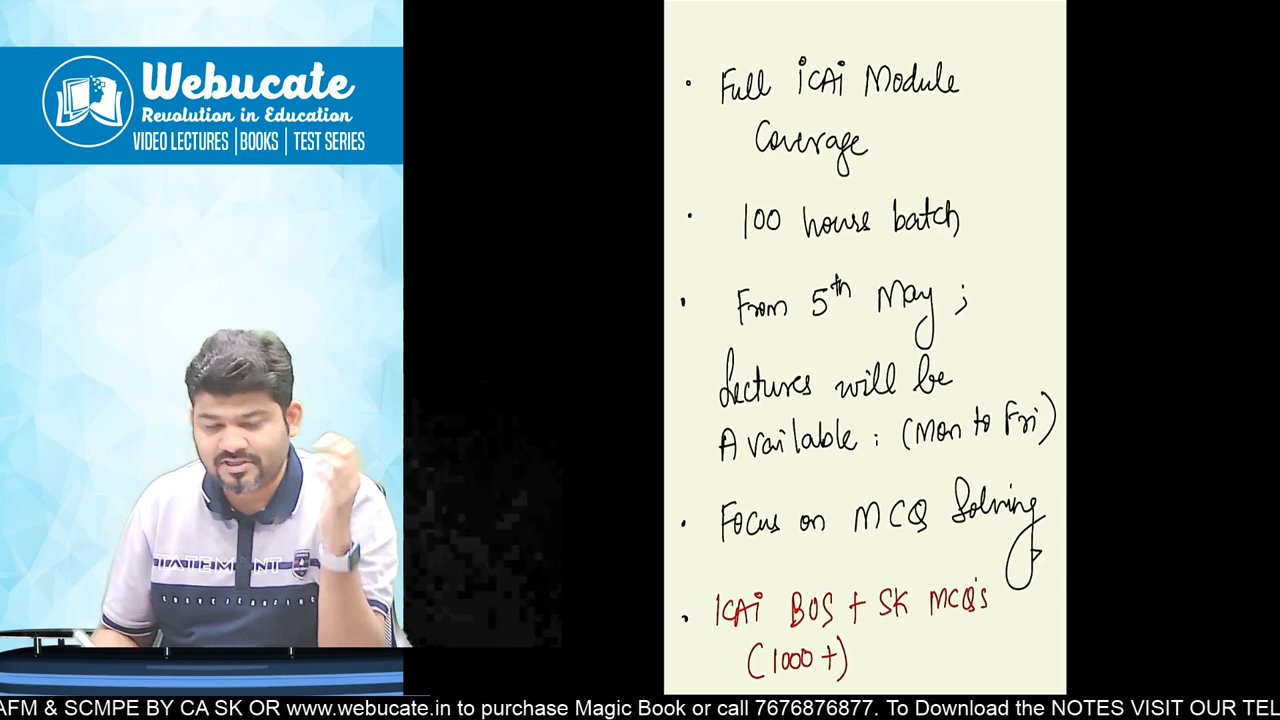 Webucate
Revolution in Education
VIDEO LECTURES | BOOKS | TEST SERIES
• Full ICAI Module
Coverage
• 100 hours batch
• From 5th May ;
Lectures will be
Available : (Mon to Fri)
• Focus on MCQ Solving
• ICAI BOS + SK MCQ's
(1000+)
TATEMENT
AFM & SCMPE BY CA SK OR www.webucate.in to purchase Magic Book or call 7676876877. To Download the NOTES VISIT OUR TEL